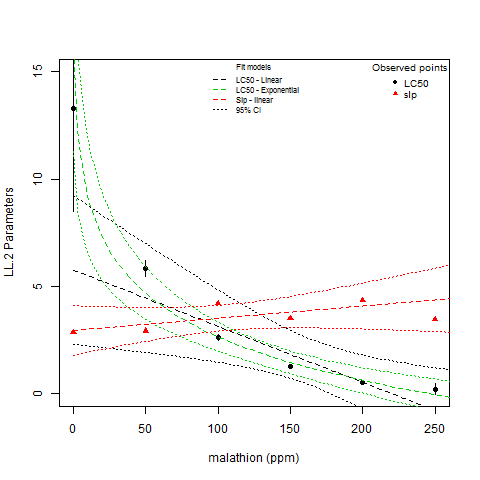 Fit models
LC50 - Linear
LC50 - Exponential
Slp - linear
95% CI
Observed points
LC50
slp
15
10
5
0
LL.2 Parameters
0 50 100 150 200 250
malathion (ppm)